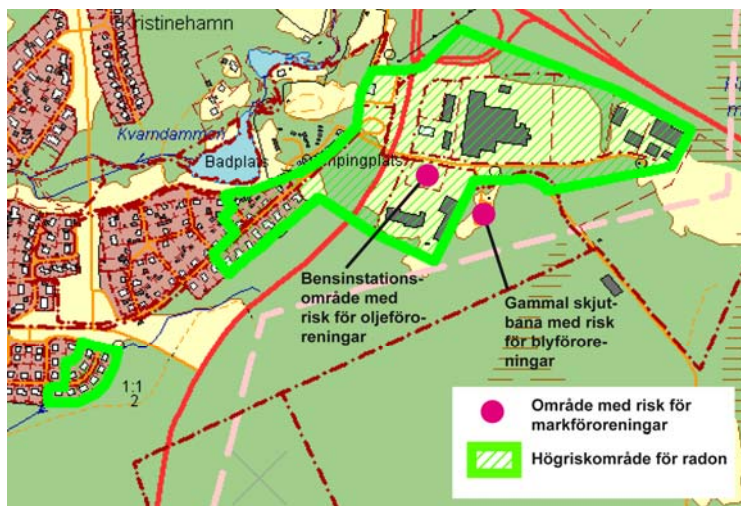 Kristinehamn
Kvarndammen
Badplats
mpingplats
Bensinstations-
område med
risk för oljeföro-
reningar
Gammal skjut-
bana med risk
för blyförore-
ningar
1:1
2
Område med risk för
markföroreningar
Högriskområde för radon